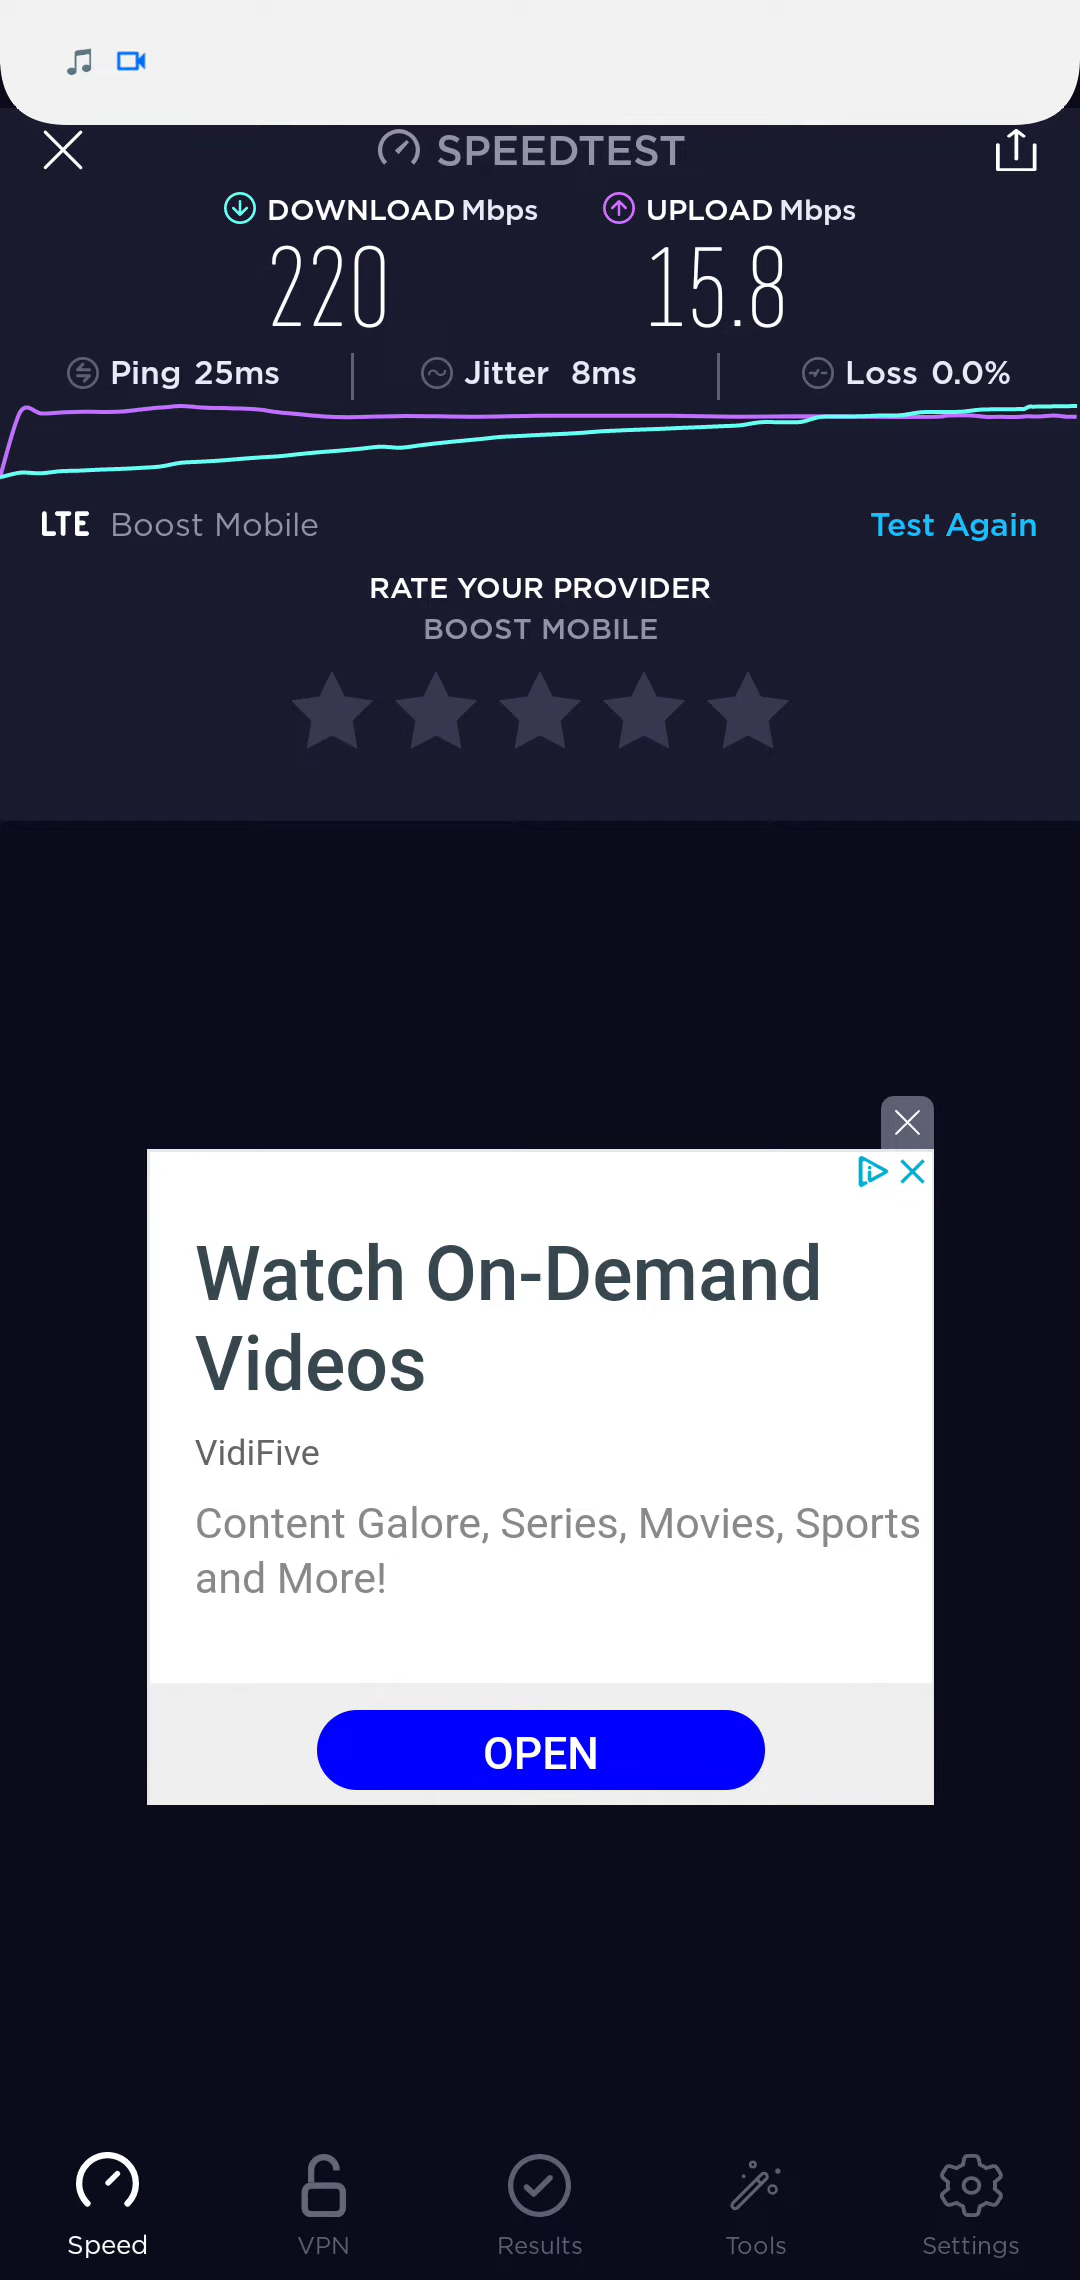 SPEEDTEST
DOWNLOAD Mbps UPLOAD Mbps
220 15.8
Ping 25ms Jitter 8ms Loss 0.0%
LTE Boost Mobile Test Again
RATE YOUR PROVIDER
BOOST MOBILE
Watch On-Demand
Videos
VidiFive
Content Galore, Series, Movies, Sports
and More!
OPEN
Speed VPN Results Tools Settings